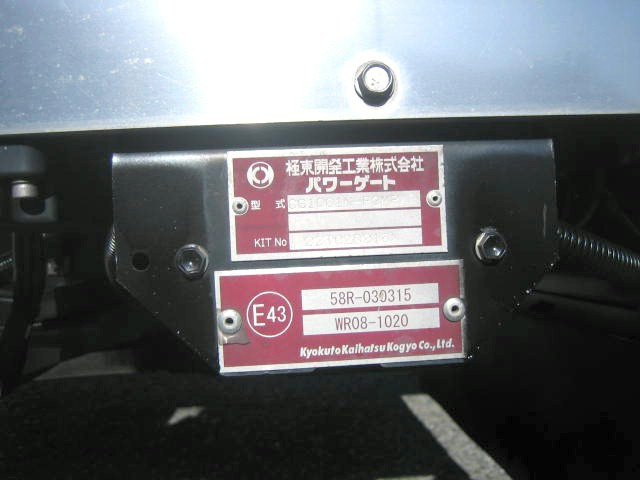 極東開発工業株式会社
パワーゲート
型 式
KIT No
E43
58R-030315
WR08-1020
Kyokuto Kaihatsu Kogyo Co., Ltd.